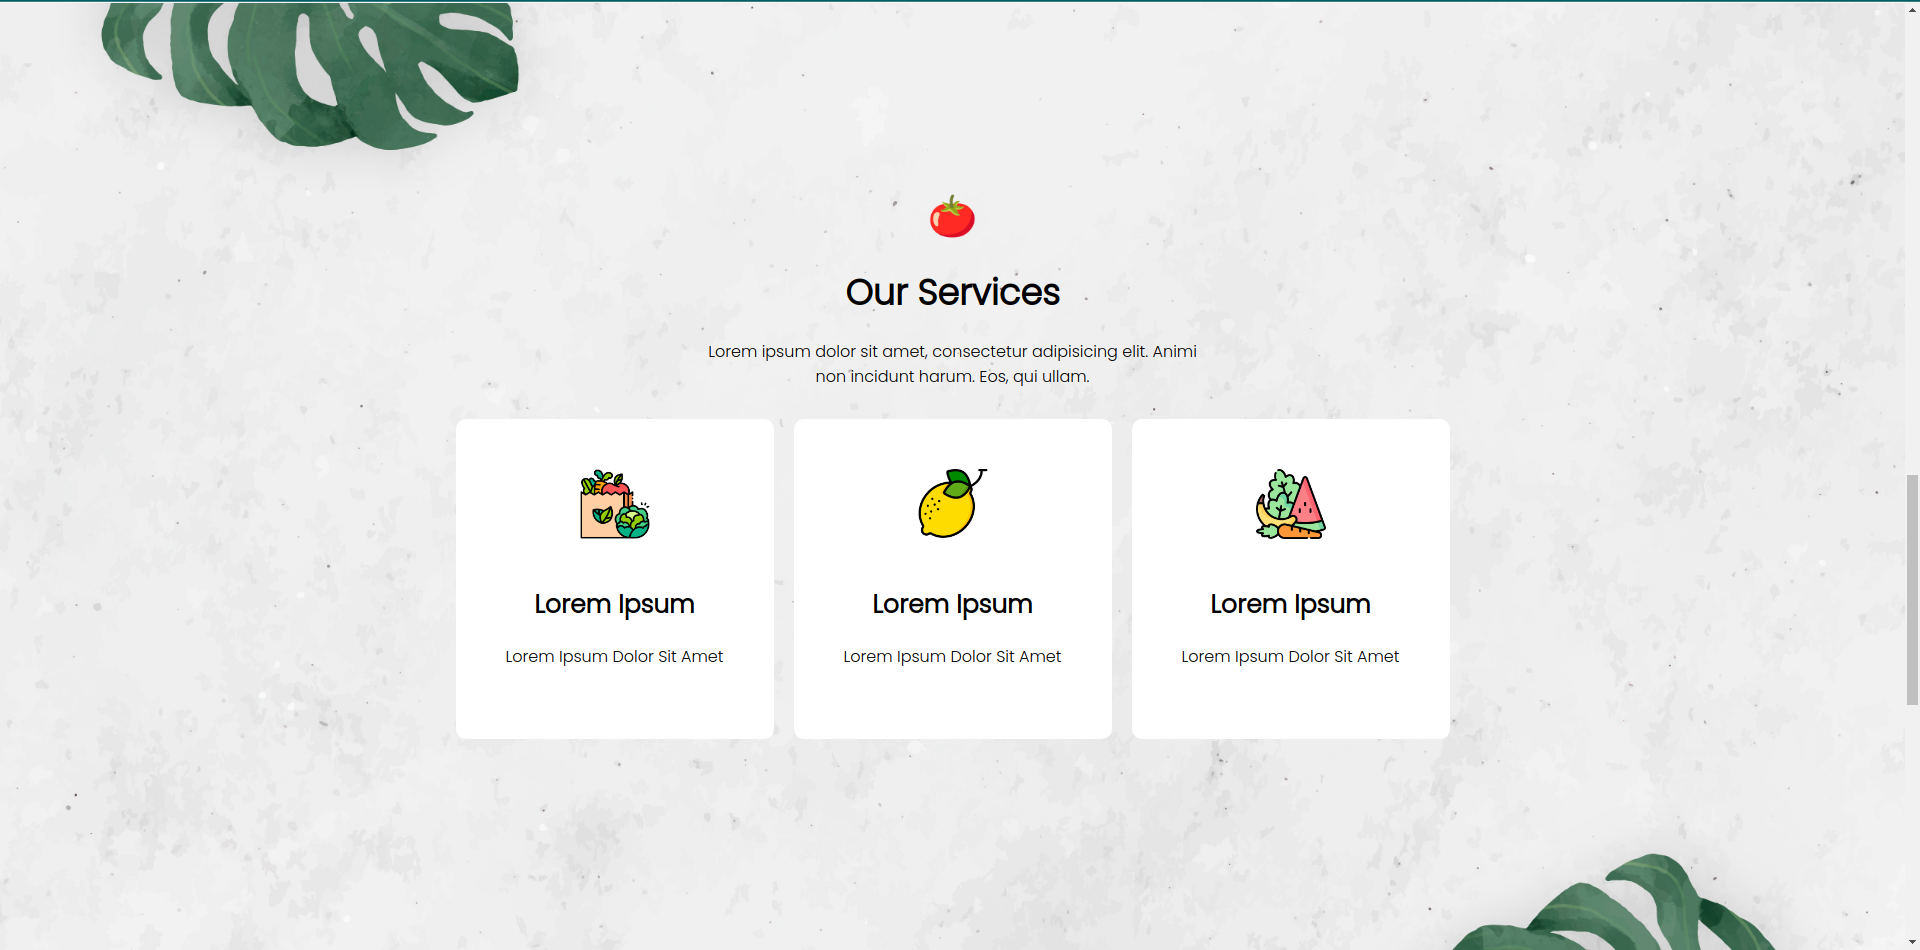 Our Services
Lorem ipsum dolor sit amet, consectetur adipisicing elit. Animi
non incidunt harum. Eos, qui ullam.
Lorem Ipsum
Lorem Ipsum Dolor Sit Amet
Lorem Ipsum
Lorem Ipsum Dolor Sit Amet
Lorem Ipsum
Lorem Ipsum Dolor Sit Amet